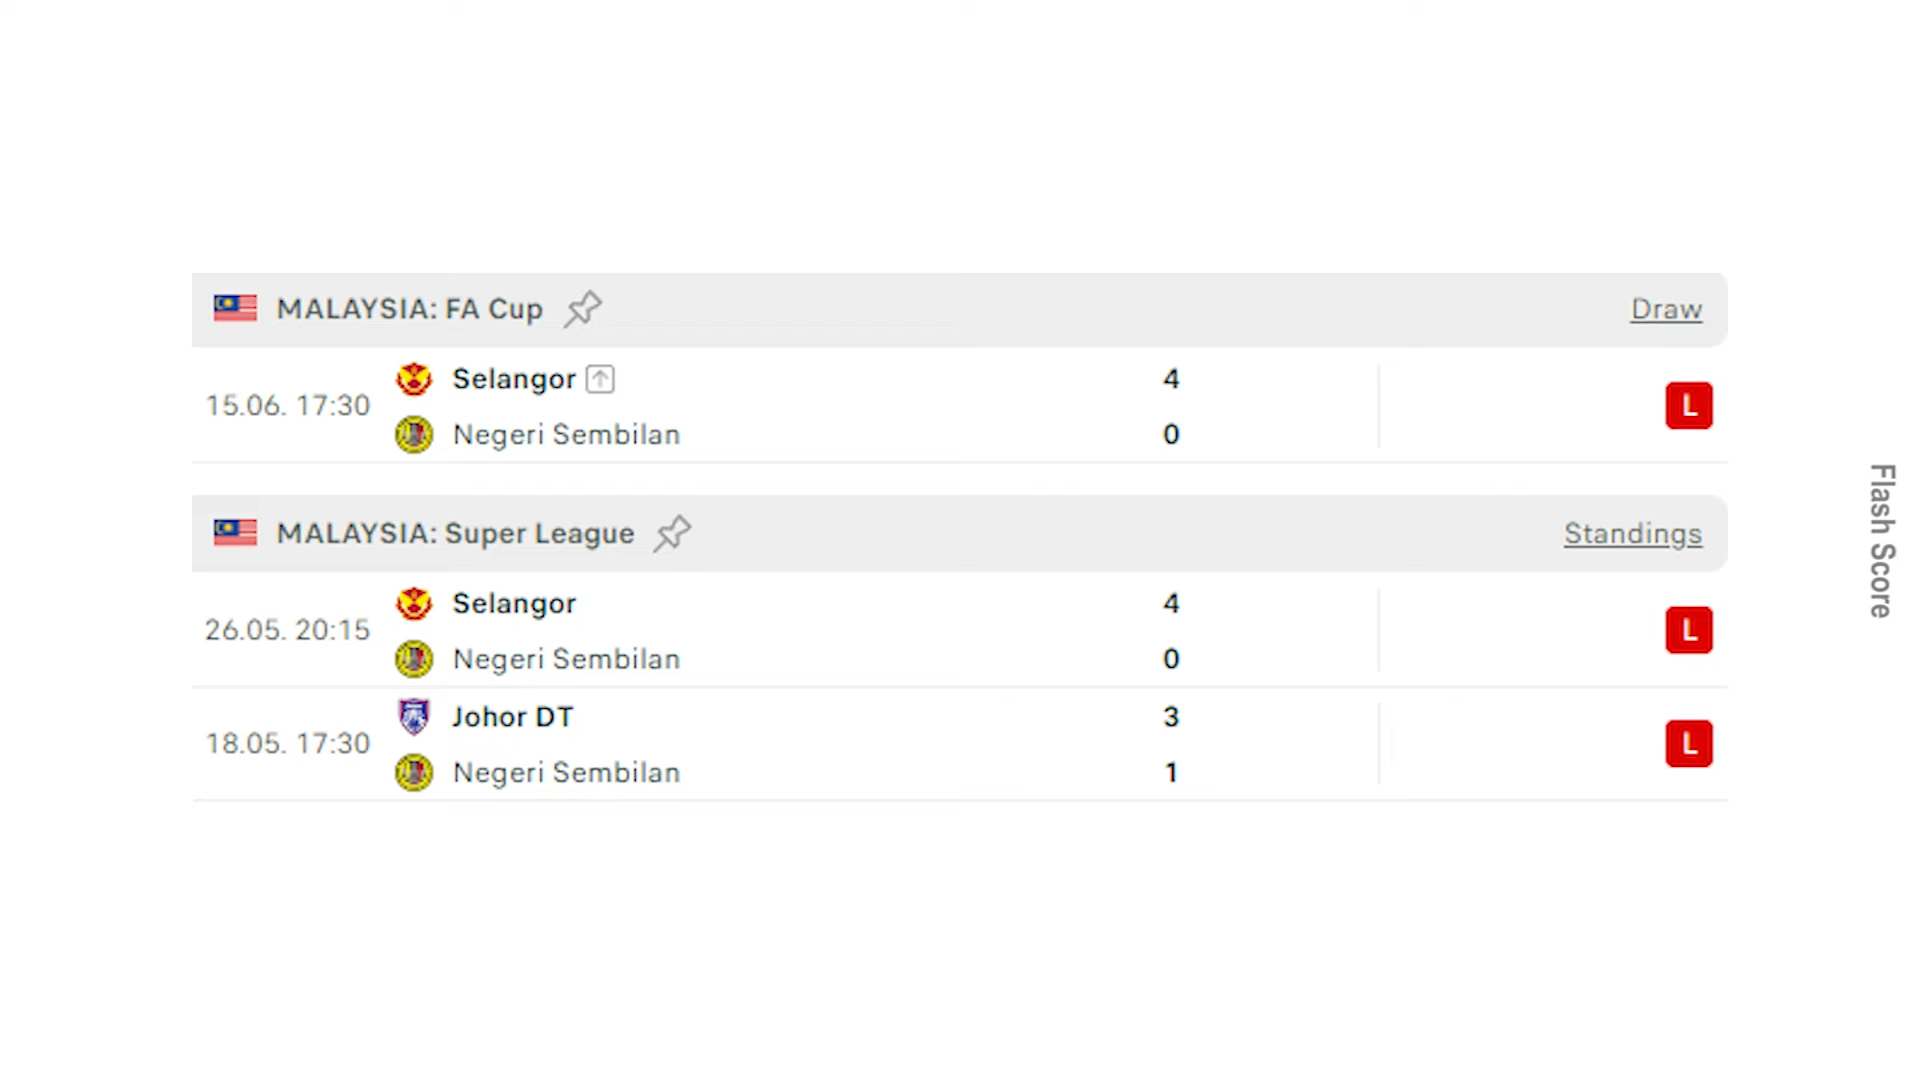 MALAYSIA: FA Cup Draw
15.06. 17:30 Selangor 4 L
Negeri Sembilan 0
MALAYSIA: Super League Standings
26.05. 20:15 Selangor 4 L
Negeri Sembilan 0
18.05. 17:30 Johor DT 3 L
Negeri Sembilan 1
Flash Score